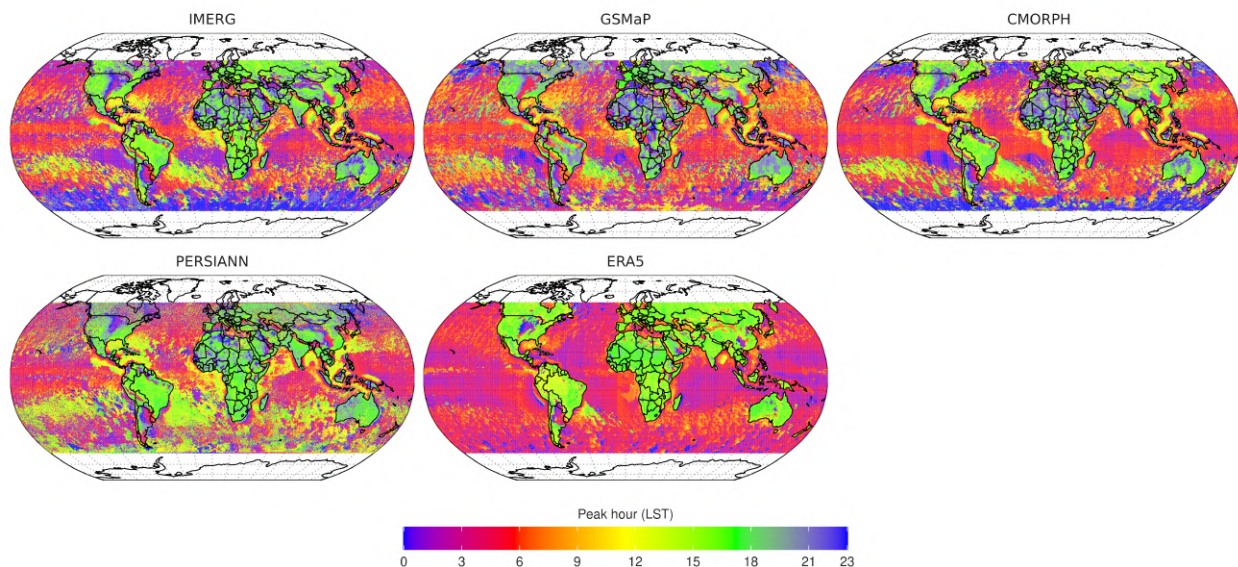 IMERG
GSMaP
CMORPH
PERSIANN
ERA5
Peak hour (LST)
0 3 6 9 12 15 18 21 23